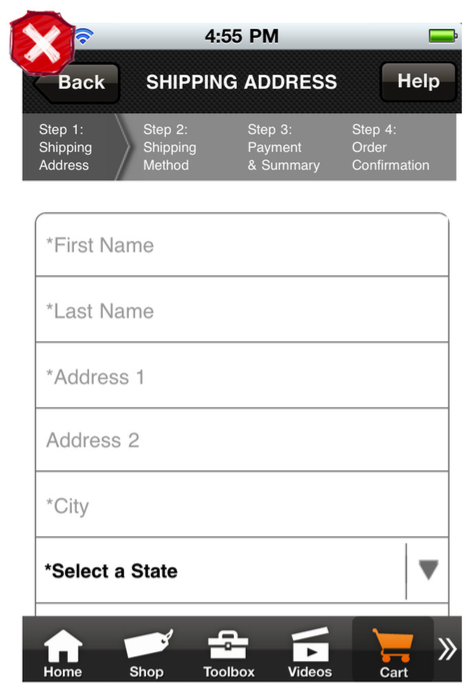 4:55 PM
Back
SHIPPING ADDRESS
Help
Step 1:
Shipping
Address
Step 2:
Shipping
Method
Step 3:
Payment
& Summary
Step 4:
Order
Confirmation
*First Name
*Last Name
*Address 1
Address 2
*City
*Select a State
Home
Shop
Toolbox
Videos
Cart